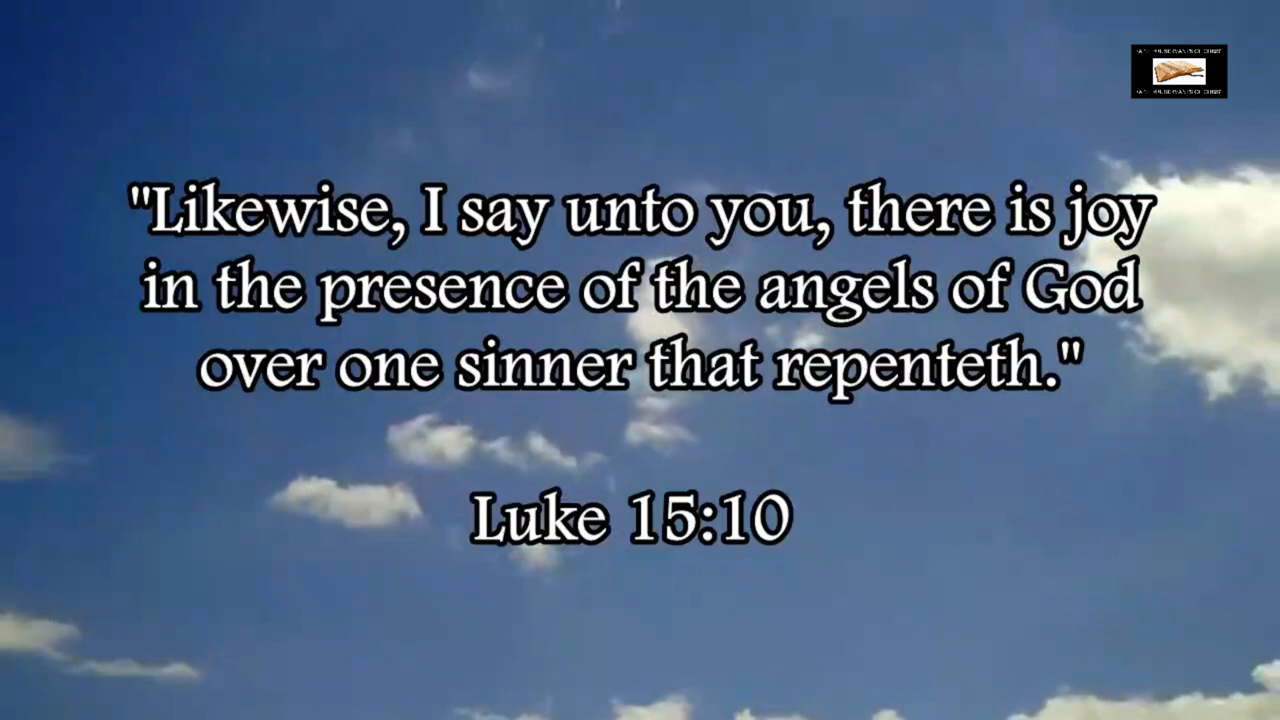 "Likewise, I say unto you, there is joy
in the presence of the angels of God
over one sinner that repenteth."
Luke 15:10